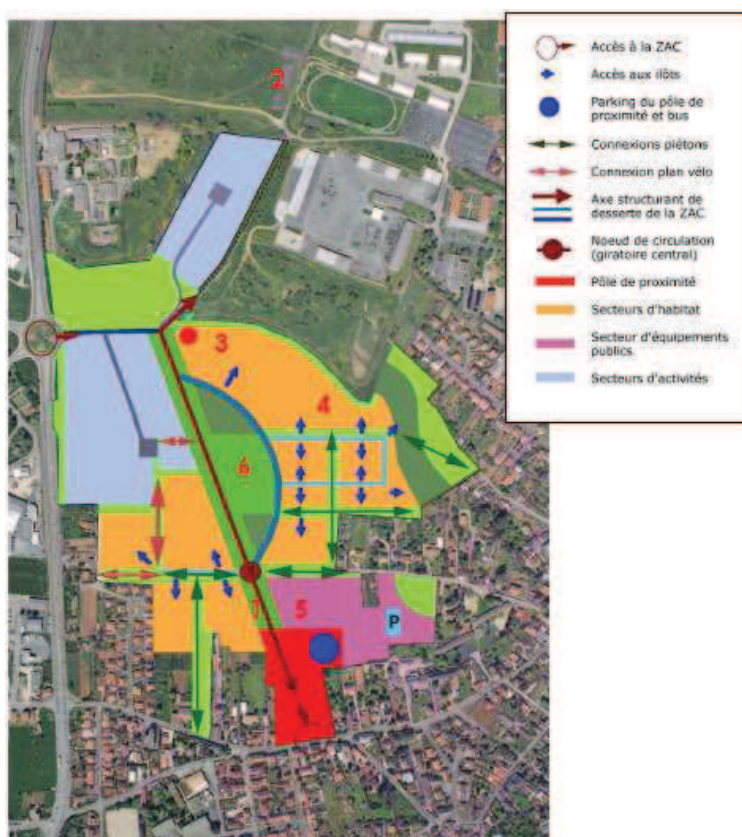 Accès à la ZAC
Accès aux ilôts
Parking du pôle de
proximité et bus
Connexions piétons
Connexion plan vélo
Axe structurant de
desserte de la ZAC
Noeud de circulation
(giratoire central)
Pôle de proximité
Secteurs d'habitat
Secteur d'équipements
publics
Secteurs d'activités
2
3
4
6
1
5
P